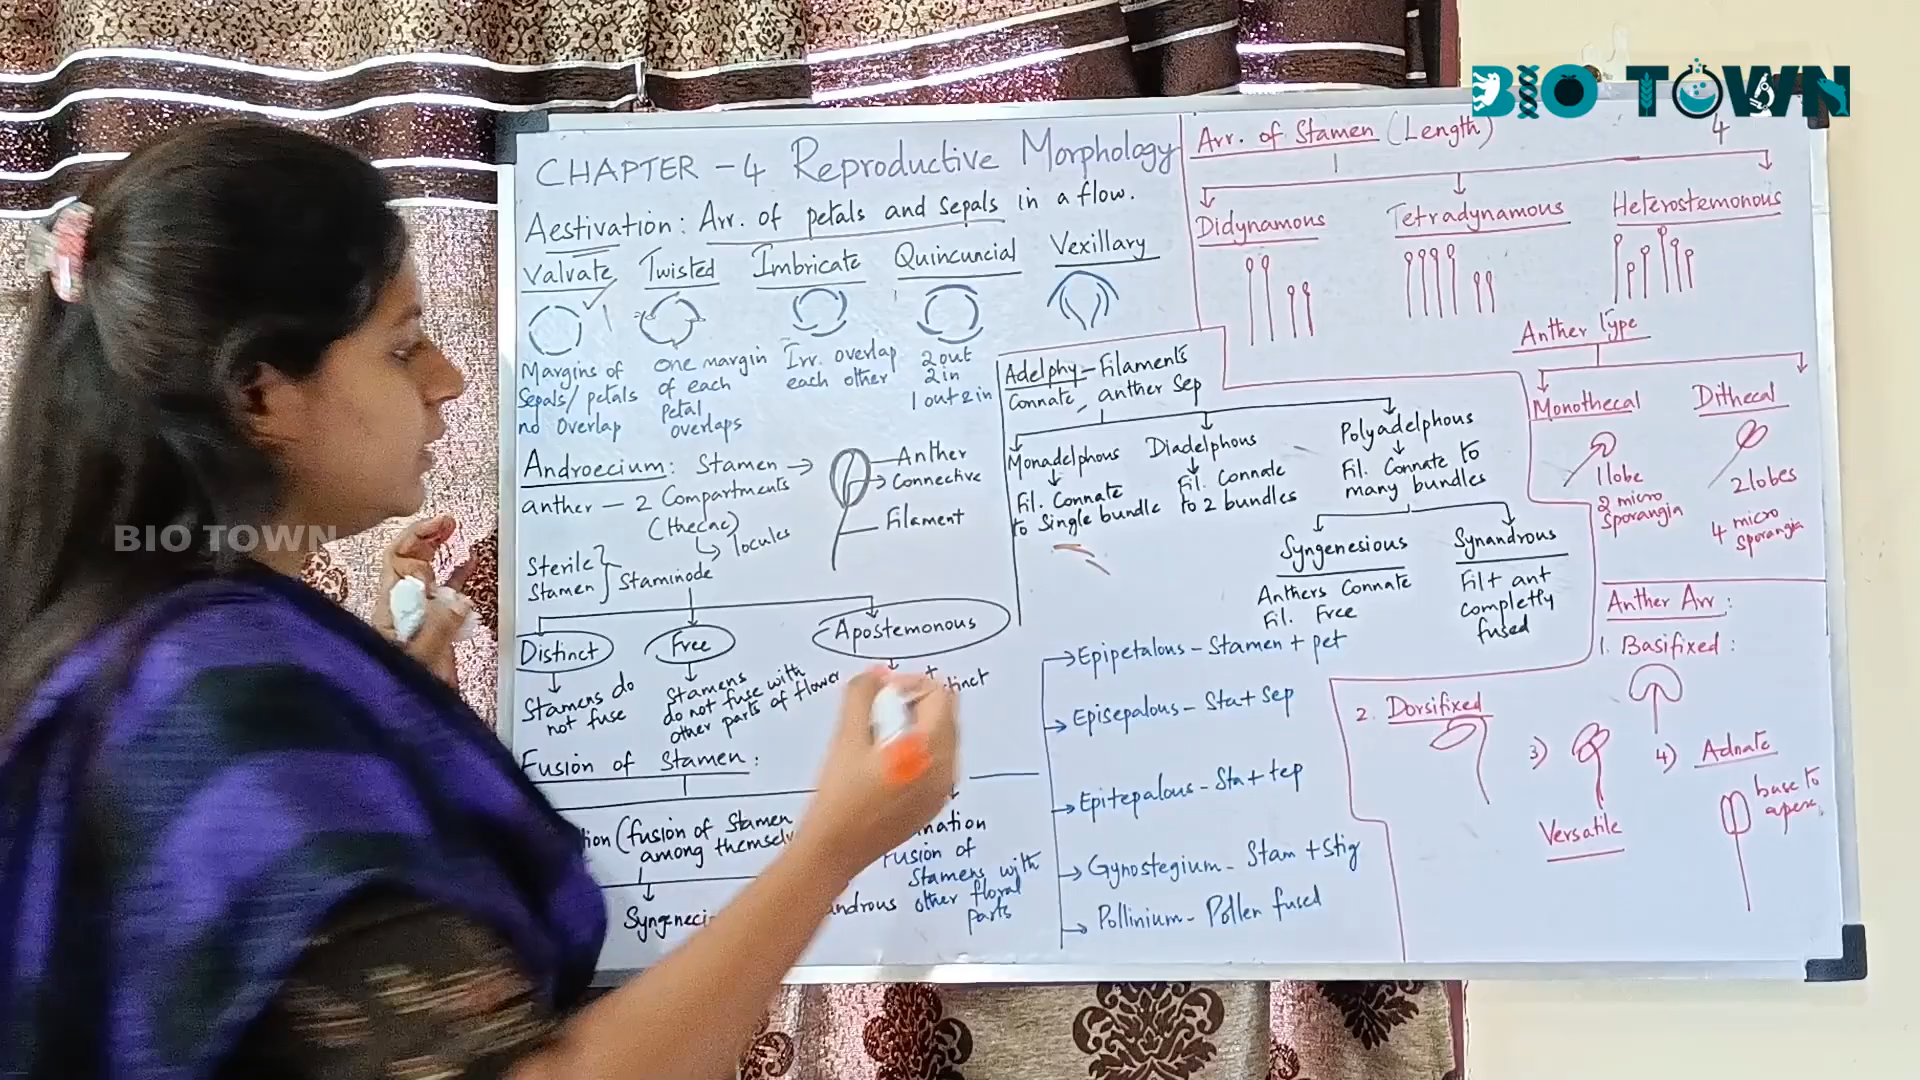 BIO TOWN
CHAPTER - 4 Reproductive Morphology
Aestivation: Arr. of petals and sepals in a flow.
Valvate Twisted Imbricate Quincuncial Vexillary
Margins of
Sepals/petals
no overlap
one margin
of each
petal
overlaps
Irr. overlap
each other
2 out
2 in
1 out 2 in
Androecium: Stamen →
anther — 2 Compartments
(thecae)
↳ locules
Anther
Connective
Filament
Sterile
Stamen
Staminode
Distinct Free Apostemonous
Stamens do
not fuse
Stamens
do not fuse with
other parts of flower
Fusion of Stamen:
(fusion of Stamen
among themsel
Fusion of
Stamens with
other floral
parts
Adelphy - Filaments
Connate, anther Sep
Monadelphous
Fil. Connate
to Single bundle
Diadelphous
Fil. Connate
to 2 bundles
Polyadelphous
Fil. Connate to
many bundles
Syngenesious
Anthers Connate
Fil. Free
Synandrous
Fil + ant
completly
fused
Epipetalous - Stamen + pet
Episepalous - Sta + Sep
Epitepalous - Sta + tep
Gynostegium - Stam + Stig
Pollinium - Pollen fused
Arr. of Stamen (Length)
4
Didynamous Tetradynamous Heterostemonous
Anther Type
Monothecal
1 lobe
2 micro
sporangia
Dithecal
2 lobes
4 micro
sporangia
Anther Arr:
1. Basifixed:
2. Dorsifixed
3)
Versatile
4) Adnate
base to
apex.
BIO TOWN